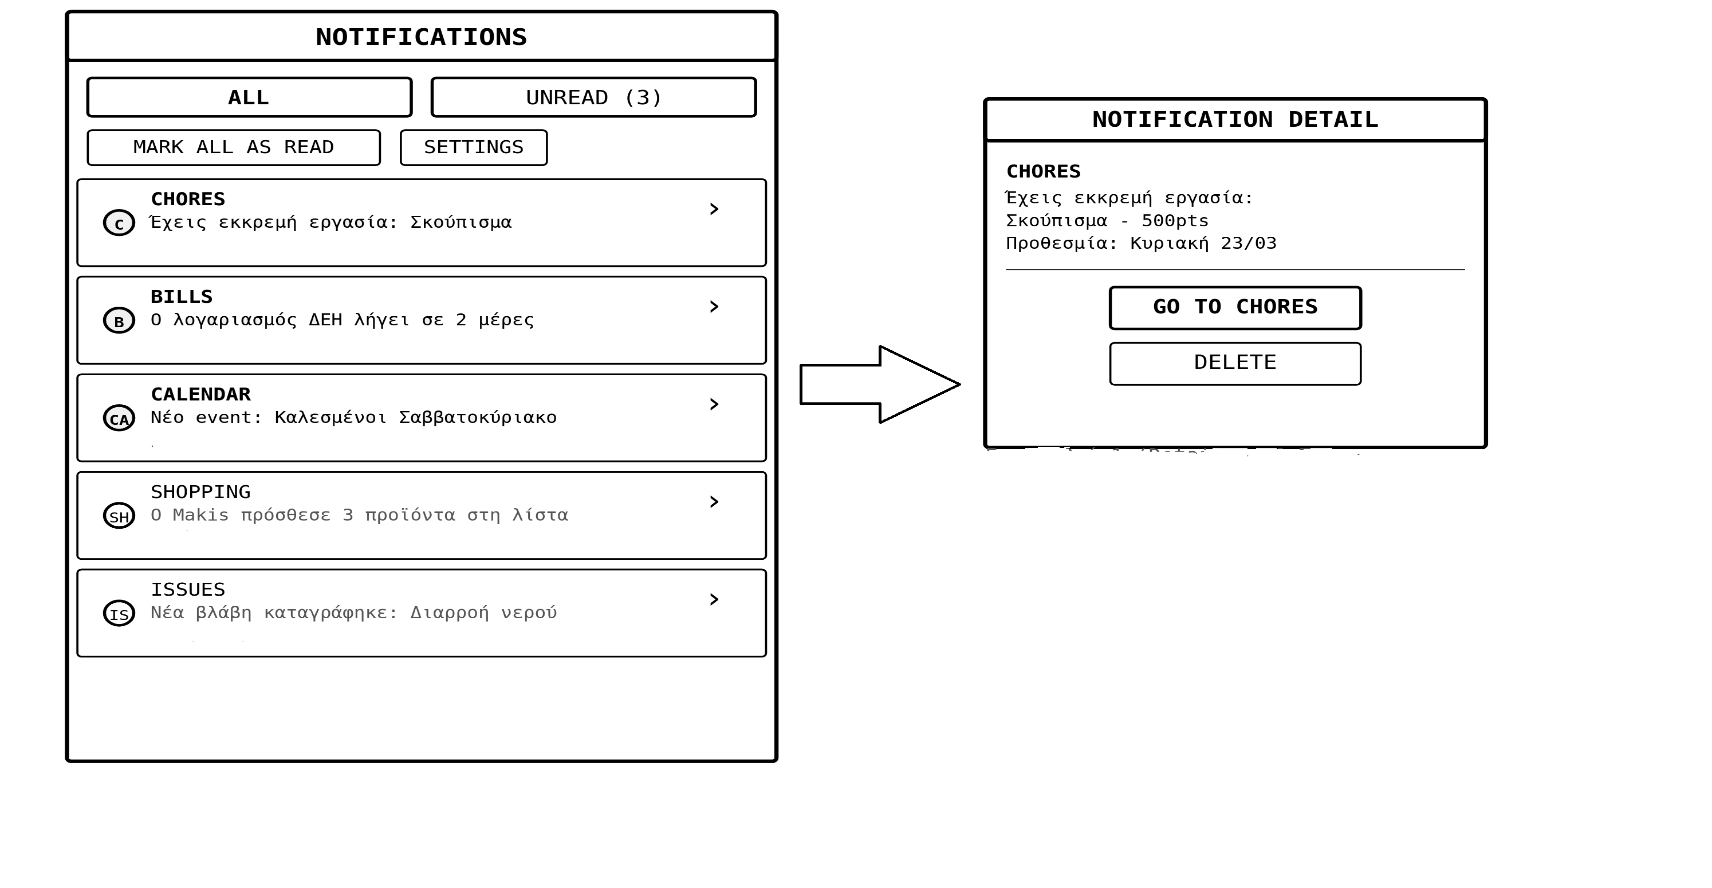 NOTIFICATIONS
ALL
UNREAD (3)
MARK ALL AS READ
SETTINGS
C
CHORES
Έχεις εκκρεμή εργασία: Σκούπισμα
>
B
BILLS
Ο λογαριασμός ΔΕΗ λήγει σε 2 μέρες
>
CA
CALENDAR
Νέο event: Καλεσμένοι Σαββατοκύριακο
>
SH
SHOPPING
Ο Makis πρόσθεσε 3 προϊόντα στη λίστα
>
IS
ISSUES
Νέα βλάβη καταγράφηκε: Διαρροή νερού
>
NOTIFICATION DETAIL
CHORES
Έχεις εκκρεμή εργασία:
Σκούπισμα - 500pts
Προθεσμία: Κυριακή 23/03
GO TO CHORES
DELETE